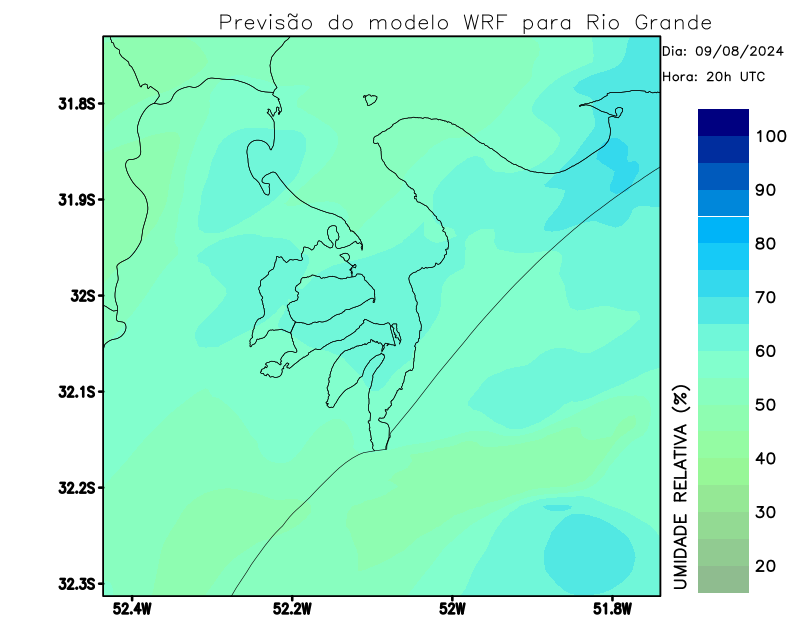 Previsão do modelo WRF para Rio Grande
Dia: 09/08/2024
Hora: 20h UTC
31.8S
31.9S
32S
32.1S
32.2S
32.3S
52.4W
52.2W
52W
51.8W
100
90
80
70
60
50
40
30
20
UMIDADE RELATIVA (%)